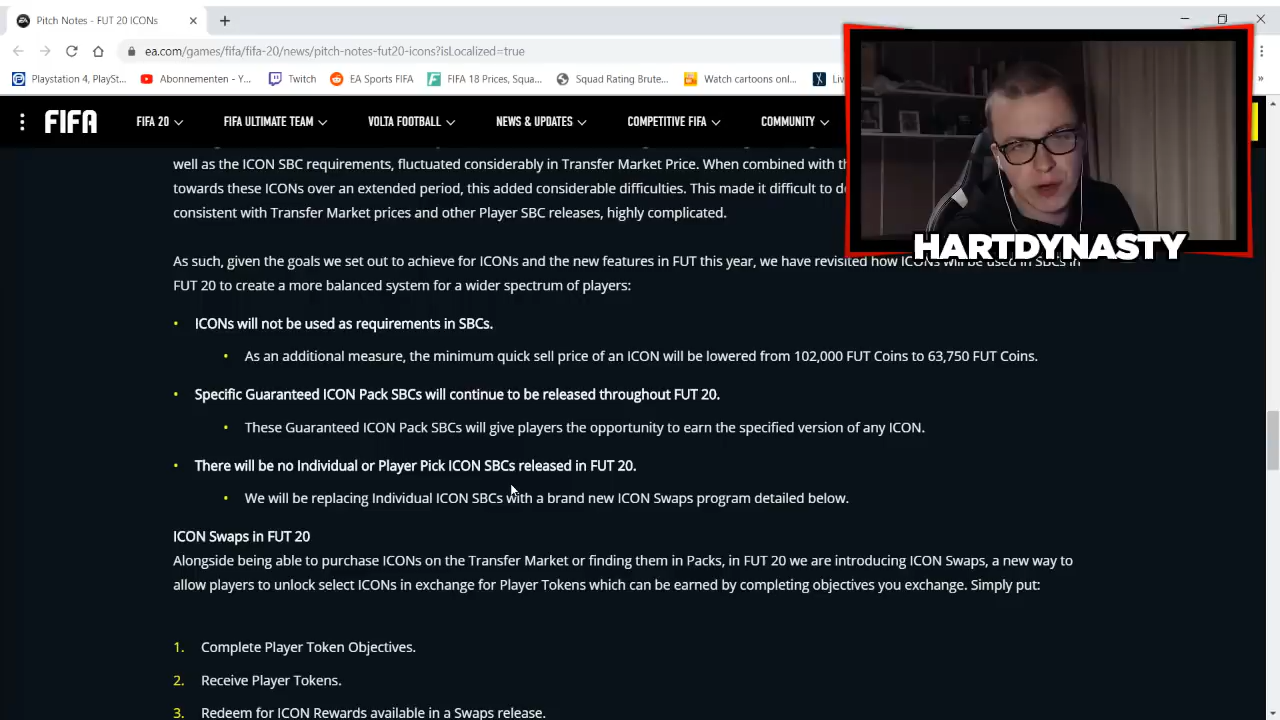 Pitch Notes - FUT 20 ICONs
ea.com/games/fifa/fifa-20/news/pitch-notes-fut20-icons?isLocalized=true
Playstation 4, PlaySt... Abonnementen - Y... Twitch EA Sports FIFA FIFA 18 Prices, Squa... Squad Rating Brute... Watch cartoons onl... Liv
FIFA FIFA 20 FIFA ULTIMATE TEAM VOLTA FOOTBALL NEWS & UPDATES COMPETITIVE FIFA COMMUNITY
well as the ICON SBC requirements, fluctuated considerably in Transfer Market Price. When combined with th
towards these ICONs over an extended period, this added considerable difficulties. This made it difficult to de
consistent with Transfer Market prices and other Player SBC releases, highly complicated.
HARTDYNASTY
As such, given the goals we set out to achieve for ICONs and the new features in FUT this year, we have revisited how ICONs will be used in SBCs in
FUT 20 to create a more balanced system for a wider spectrum of players:
• ICONs will not be used as requirements in SBCs.
• As an additional measure, the minimum quick sell price of an ICON will be lowered from 102,000 FUT Coins to 63,750 FUT Coins.
• Specific Guaranteed ICON Pack SBCs will continue to be released throughout FUT 20.
• These Guaranteed ICON Pack SBCs will give players the opportunity to earn the specified version of any ICON.
• There will be no Individual or Player Pick ICON SBCs released in FUT 20.
• We will be replacing Individual ICON SBCs with a brand new ICON Swaps program detailed below.
ICON Swaps in FUT 20
Alongside being able to purchase ICONs on the Transfer Market or finding them in Packs, in FUT 20 we are introducing ICON Swaps, a new way to
allow players to unlock select ICONs in exchange for Player Tokens which can be earned by completing objectives you exchange. Simply put:
1. Complete Player Token Objectives.
2. Receive Player Tokens.
3. Redeem for ICON Rewards available in a Swaps release.